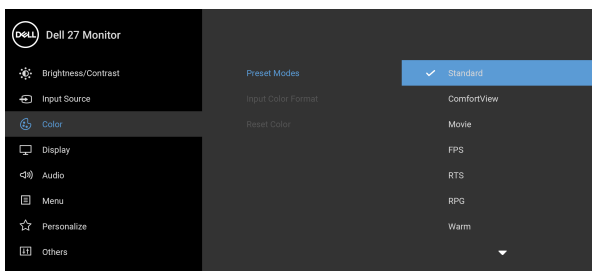 DELL
Dell 27 Monitor
Brightness/Contrast
Input Source
Color
Display
Audio
Menu
Personalize
Others
Preset Modes
Input Color Format
Reset Color
Standard
ComfortView
Movie
FPS
RTS
RPG
Warm